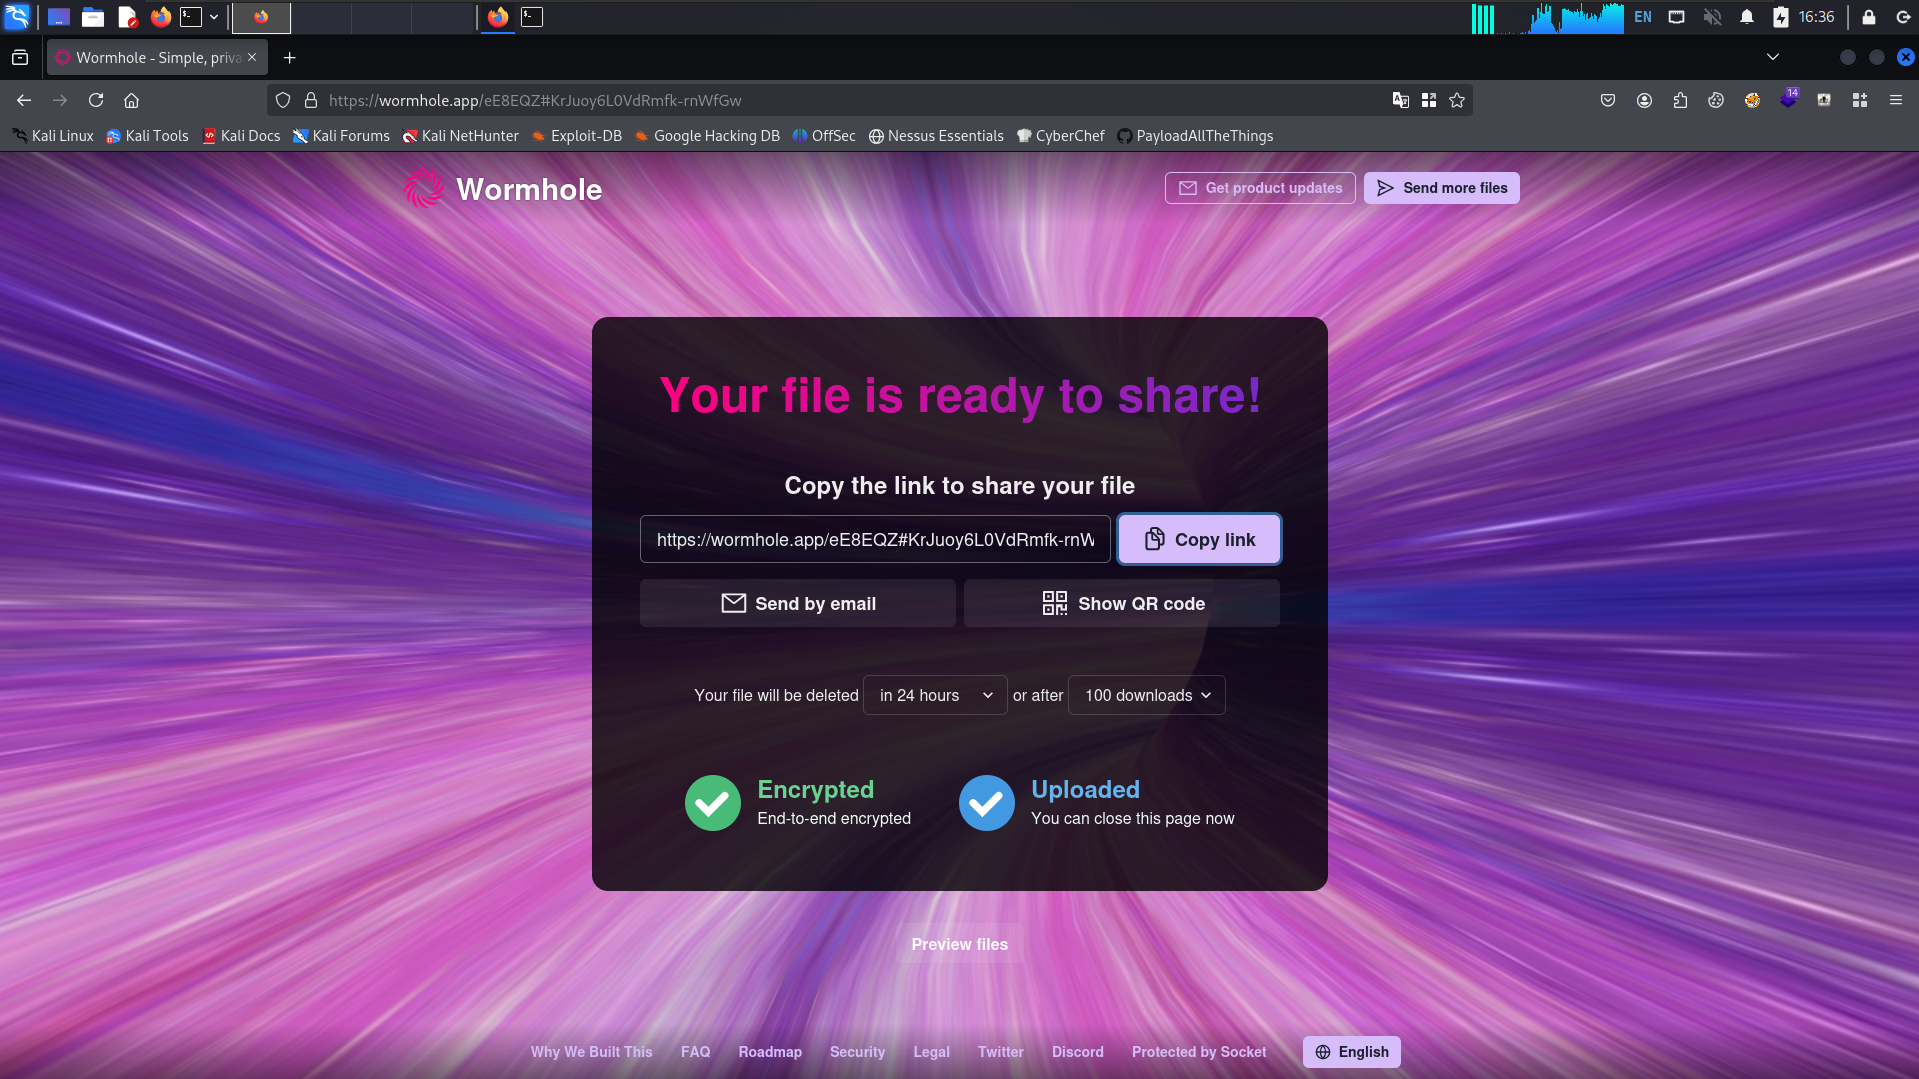 EN
16:36
Wormhole - Simple, priva
https://wormhole.app/eE8EQZ#KrJuoy6L0VdRmfk-rnWfGw
14
Kali Linux
Kali Tools
Kali Docs
Kali Forums
Kali NetHunter
Exploit-DB
Google Hacking DB
OffSec
Nessus Essentials
CyberChef
PayloadAllTheThings
Wormhole
Get product updates
Send more files
Your file is ready to share!
Copy the link to share your file
https://wormhole.app/eE8EQZ#KrJuoy6L0VdRmfk-rnW
Copy link
Send by email
Show QR code
Your file will be deleted in 24 hours or after 100 downloads
Encrypted
End-to-end encrypted
Uploaded
You can close this page now
Preview files
Why We Built This
FAQ
Roadmap
Security
Legal
Twitter
Discord
Protected by Socket
English